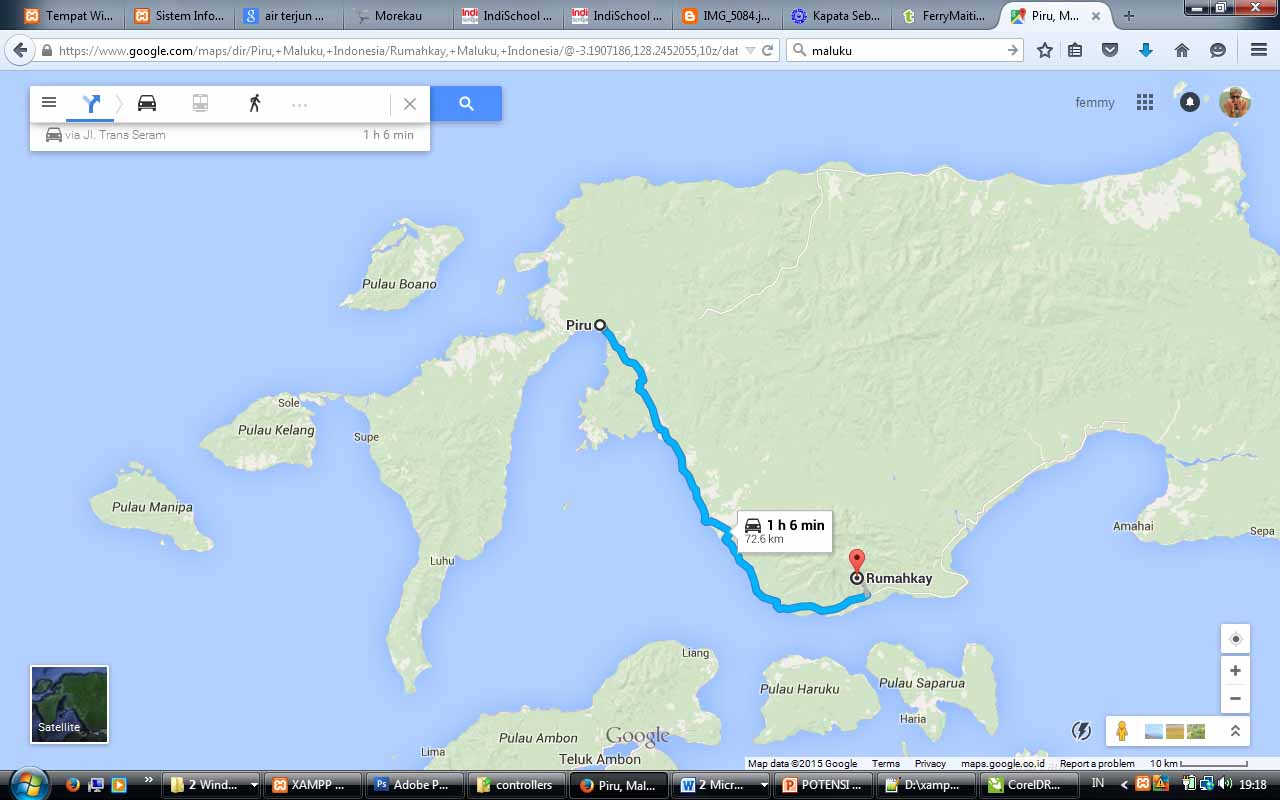 Tempat Wi...
Sistem Info...
air terjun ...
Morekau
IndiSchool ...
IndiSchool ...
IMG_5684.j...
Kapata Seb...
FerryMaiti...
Piru, M...
https://www.google.com/maps/dir/Piru,+Maluku,+Indonesia/Rumahkay,+Maluku,+Indonesia/@-3.1907186,128.2452055,10z/dat
maluku
via Jl. Trans Seram
1 h 6 min
femmy
Pulau Boano
Piru
Sole
Pulau Kelang
Supe
Pulau Manipa
Luhu
1 h 6 min
72.6 km
Rumahkay
Amahai
Sepa
Liang
Pulau Haruku
Pulau Saparua
Haria
Satellite
Pulau Ambon
Google
Lima
Teluk Ambon
Map data ©2015 Google
Terms
Privacy
maps.google.co.id
Report a problem
10 km
2 Wind...
XAMPP ...
Adobe P...
controllers
Piru, Mal...
2 Micr...
POTENSI ...
D:\xamp...
CorelDR...
IN
19:18